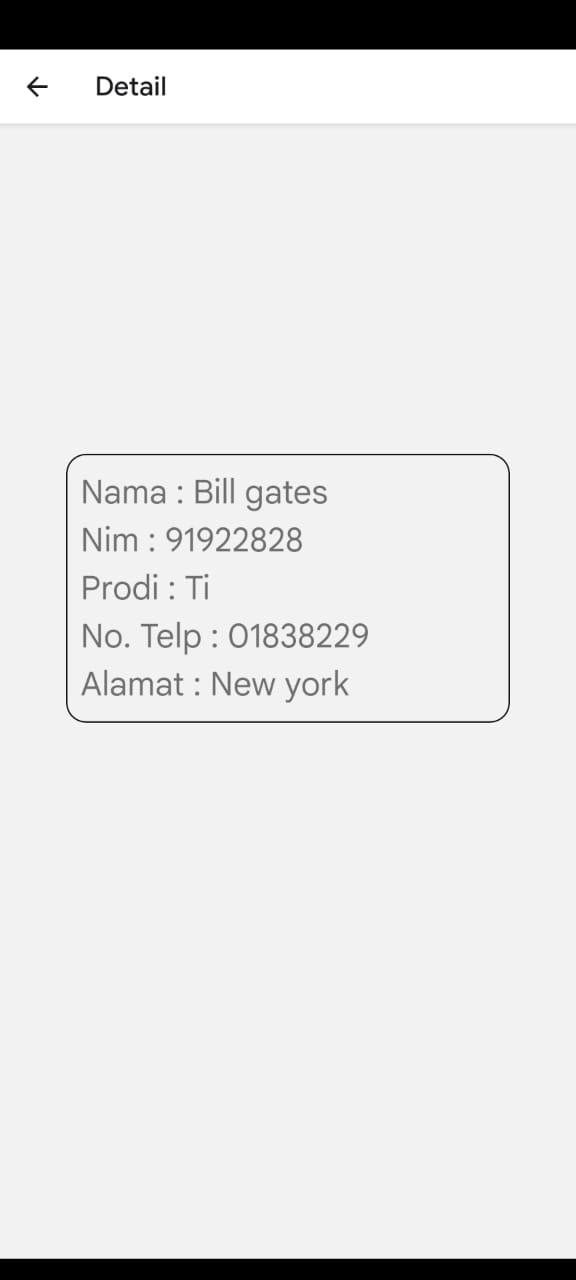 Detail
Nama : Bill gates
Nim : 91922828
Prodi : Ti
No. Telp : 01838229
Alamat : New york